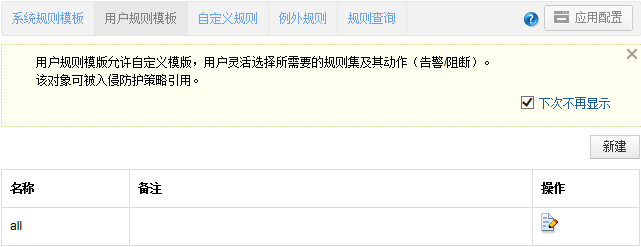 系统规则模板 用户规则模板 自定义规则 例外规则 规则查询 应用配置
用户规则模版允许自定义模版，用户灵活选择所需要的规则集及其动作（告警/阻断）。
该对象可被入侵防护策略引用。
下次不再显示
新建
名称 备注 操作
all